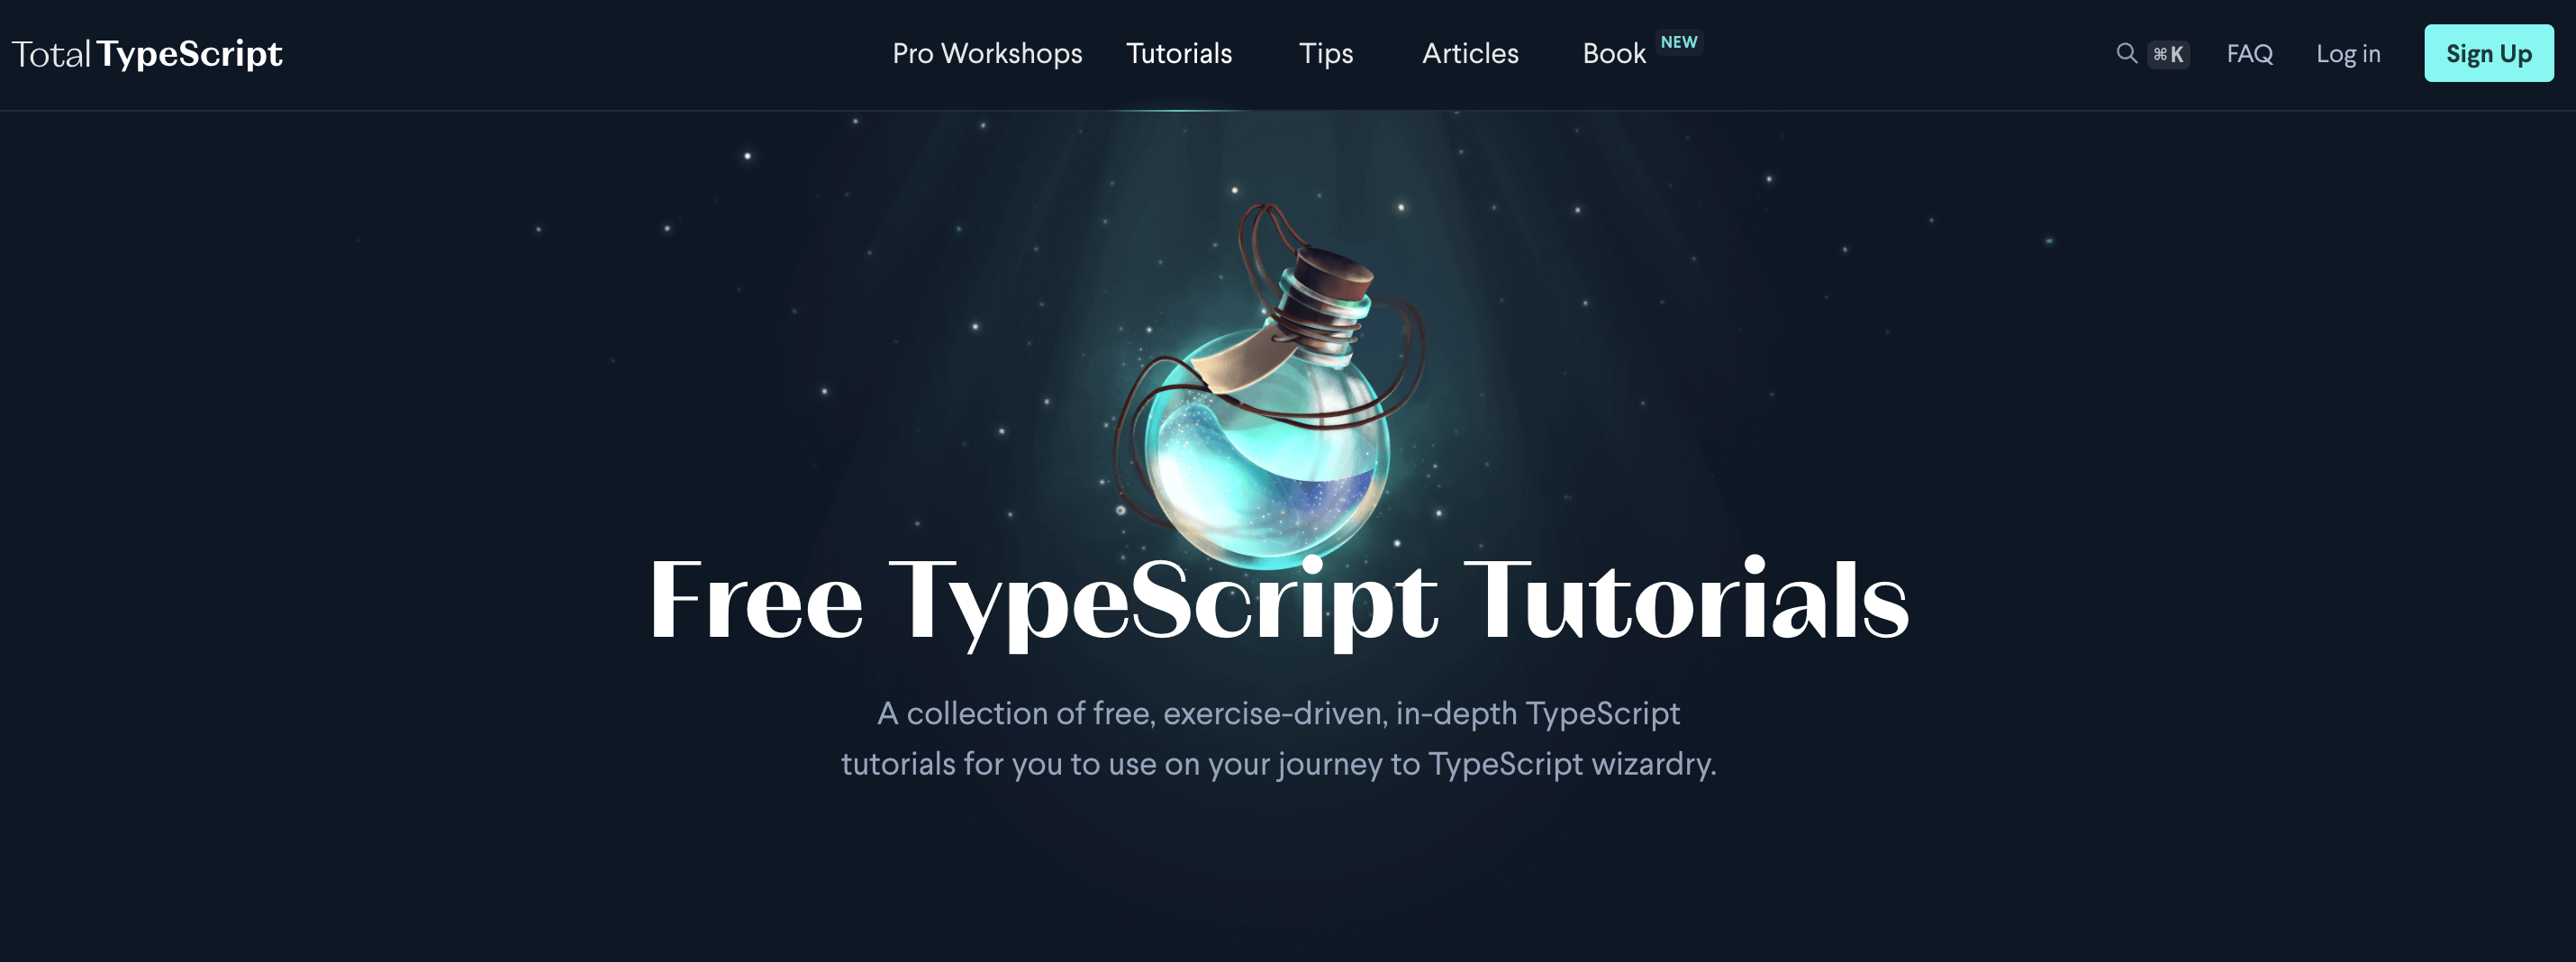 Total TypeScript
Pro Workshops
Tutorials
Tips
Articles
Book NEW
⌘K
FAQ
Log in
Sign Up
Free TypeScript Tutorials
A collection of free, exercise-driven, in-depth TypeScript
tutorials for you to use on your journey to TypeScript wizardry.